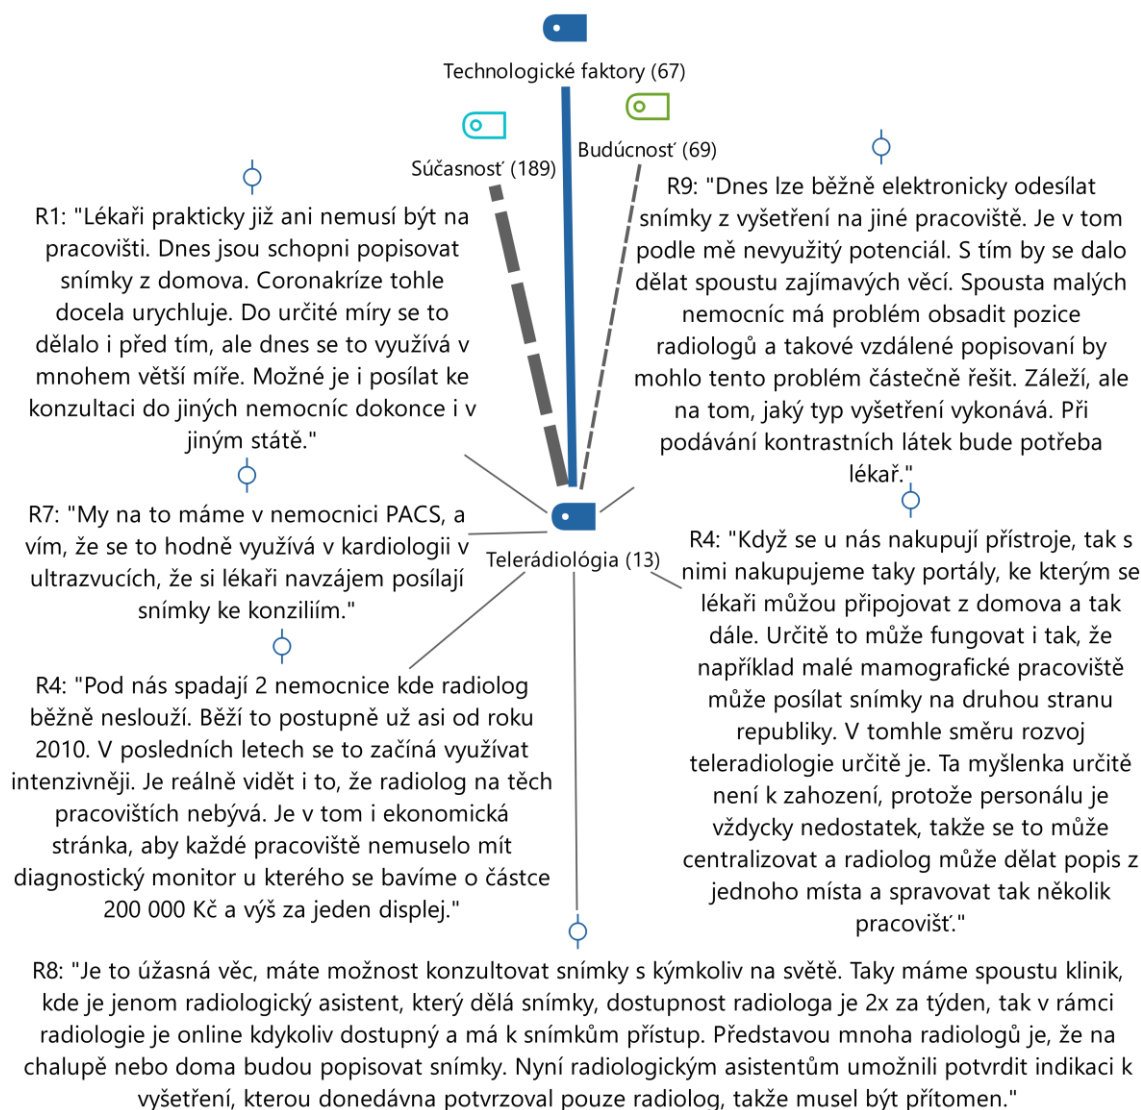 Technologické faktory (67)
Súčasnosť (189)
Budúcnosť (69)
R1: "Lékaři prakticky již ani nemusí být na
pracovišti. Dnes jsou schopni popisovat
snímky z domova. Coronakríze tohle
docela urychluje. Do určité míry se to
dělalo i před tím, ale dnes se to využívá v
mnohem větší míře. Možné je i posílat ke
konzultaci do jiných nemocníc dokonce i v
jiným státě."
R9: "Dnes lze běžně elektronicky odesílat
snímky z vyšetření na jiné pracoviště. Je v tom
podle mě nevyužitý potenciál. S tím by se dalo
dělat spoustu zajímavých věcí. Spousta malých
nemocníc má problém obsadit pozice
radiologů a takové vzdálené popisovaní by
mohlo tento problém částečně řešit. Záleží, ale
na tom, jaký typ vyšetření vykonává. Při
podávání kontrastních látek bude potřeba
lékař."
R7: "My na to máme v nemocnici PACS, a
vím, že se to hodně využívá v kardiologii v
ultrazvucích, že si lékaři navzájem posílají
snímky ke konziliím."
Telerádiológia (13)
R4: "Když se u nás nakupují přístroje, tak s
nimi nakupujeme taky portály, ke kterým se
lékaři můžou připojovat z domova a tak
dále. Určitě to může fungovat i tak, že
například malé mamografické pracoviště
může posílat snímky na druhou stranu
republiky. V tomhle směru rozvoj
teleradiologie určitě je. Ta myšlenka určitě
není k zahození, protože personálu je
vždycky nedostatek, takže se to může
centralizovat a radiolog může dělat popis z
jednoho místa a spravovat tak několik
pracovišť."
R4: "Pod nás spadají 2 nemocnice kde radiolog
běžně neslouží. Běží to postupně už asi od roku
2010. V posledních letech se to začíná využívat
intenzivněji. Je reálně vidět i to, že radiolog na těch
pracovištích nebývá. Je v tom i ekonomická
stránka, aby každé pracoviště nemuselo mít
diagnostický monitor u kterého se bavíme o částce
200 000 Kč a výš za jeden displej."
R8: "Je to úžasná věc, máte možnost konzultovat snímky s kýmkoliv na světě. Taky máme spoustu klinik,
kde je jenom radiologický asistent, který dělá snímky, dostupnost radiologa je 2x za týden, tak v rámci
radiologie je online kdykoliv dostupný a má k snímkům přístup. Představou mnoha radiologů je, že na
chalupě nebo doma budou popisovat snímky. Nyní radiologickým asistentům umožnili potvrdit indikaci k
vyšetření, kterou donedávna potvrzoval pouze radiolog, takže musel být přítomen."